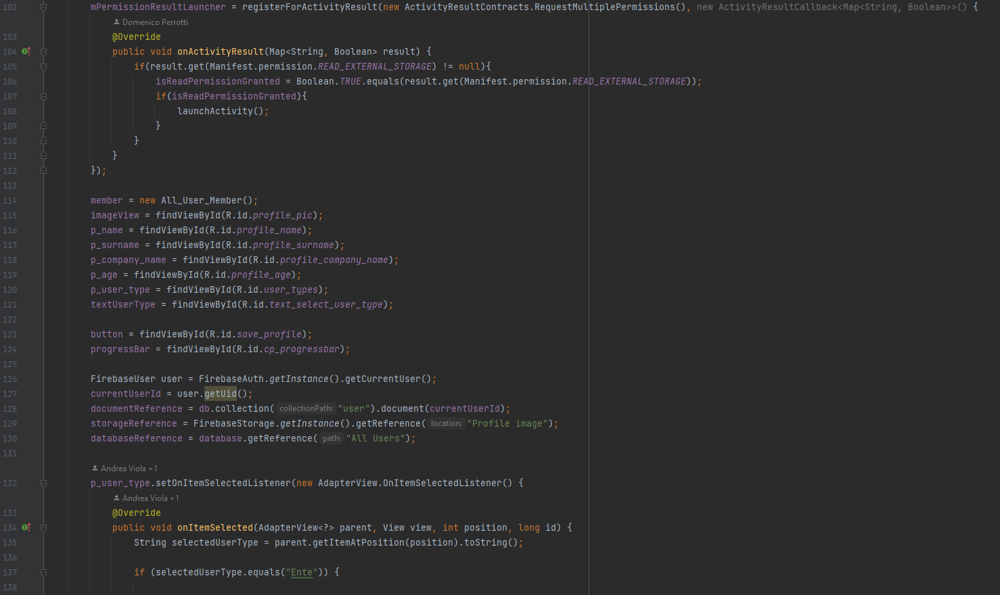 102 mPermissionResultLauncher = registerForActivityResult(new ActivityResultContracts.RequestMultiplePermissions(), new ActivityResultCallback<Map<String, Boolean>>() {
Domenico Perrotti
103 @Override
104 public void onActivityResult(Map<String, Boolean> result) {
105 if(result.get(Manifest.permission.READ_EXTERNAL_STORAGE) != null){
106 isReadPermissionGranted = Boolean.TRUE.equals(result.get(Manifest.permission.READ_EXTERNAL_STORAGE));
107 if(isReadPermissionGranted){
108 launchActivity();
109 }
110 }
111 }
112 });
113
114 member = new All_User_Member();
115 imageView = findViewById(R.id.profile_pic);
116 p_name = findViewById(R.id.profile_name);
117 p_surname = findViewById(R.id.profile_surname);
118 p_company_name = findViewById(R.id.profile_company_name);
119 p_age = findViewById(R.id.profile_age);
120 p_user_type = findViewById(R.id.user_types);
121 textUserType = findViewById(R.id.text_select_user_type);
122
123 button = findViewById(R.id.save_profile);
124 progressBar = findViewById(R.id.cp_progressbar);
125
126 FirebaseUser user = FirebaseAuth.getInstance().getCurrentUser();
127 currentUserId = user.getUid();
128 documentReference = db.collection( collectionPath: "user").document(currentUserId);
129 storageReference = FirebaseStorage.getInstance().getReference( location: "Profile image");
130 databaseReference = database.getReference( path: "All Users");
131
Andrea Viola +1
132 p_user_type.setOnItemSelectedListener(new AdapterView.OnItemSelectedListener() {
Andrea Viola +1
133 @Override
134 public void onItemSelected(AdapterView<?> parent, View view, int position, long id) {
135 String selectedUserType = parent.getItemAtPosition(position).toString();
136
137 if (selectedUserType.equals("Ente")) {
138